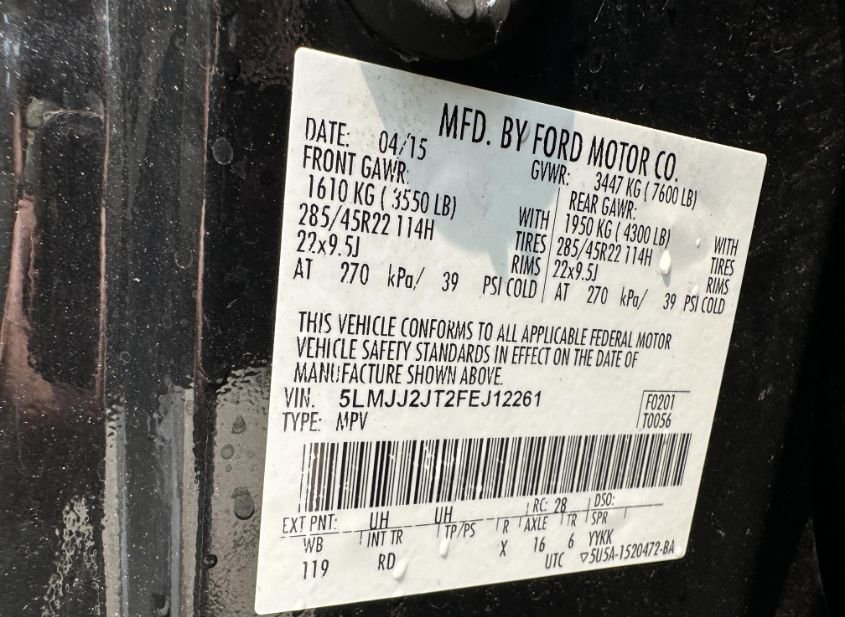 MFD. BY FORD MOTOR CO.
DATE: 04/15 GVWR: 3447 KG ( 7600 LB)
FRONT GAWR: REAR GAWR:
1610 KG ( 3550 LB) WITH 1950 KG ( 4300 LB) WITH
285/45R22 114H TIRES 285/45R22 114H TIRES
22x9.5J RIMS 22x9.5J RIMS
AT 270 kPa/ 39 PSI COLD AT 270 kPa/ 39 PSI COLD
THIS VEHICLE CONFORMS TO ALL APPLICABLE FEDERAL MOTOR
VEHICLE SAFETY STANDARDS IN EFFECT ON THE DATE OF
MANUFACTURE SHOWN ABOVE.
VIN. 5LMJJ2JT2FEJ12261 F0201
TYPE: MPV T0056
EXT PNT: UH UH RC: 28 DSO:
WB INT TR TP/PS R AXLE TR SPR
119 RD X 16 6 YYKK
UTC ▽5U5A-1520472-BA